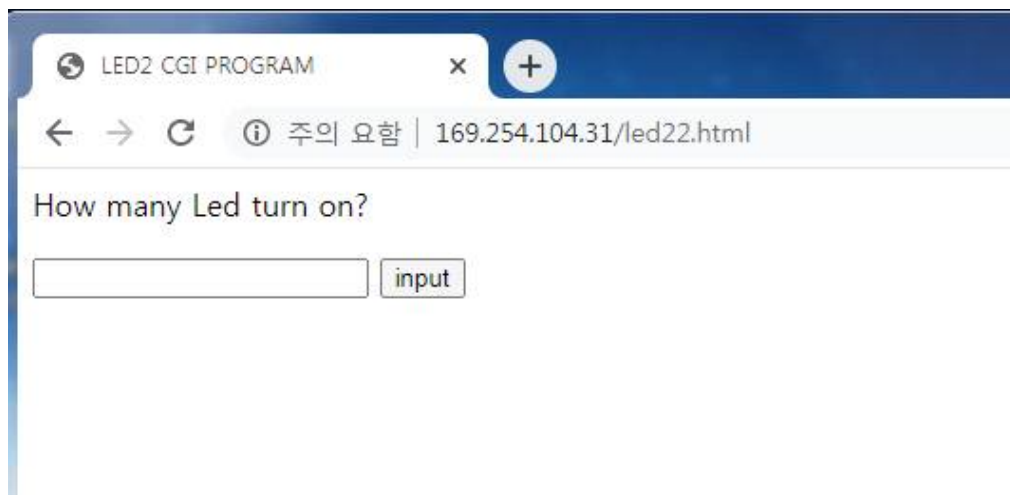 LED2 CGI PROGRAM
주의 요함 | 169.254.104.31/led22.html
How many Led turn on?
input